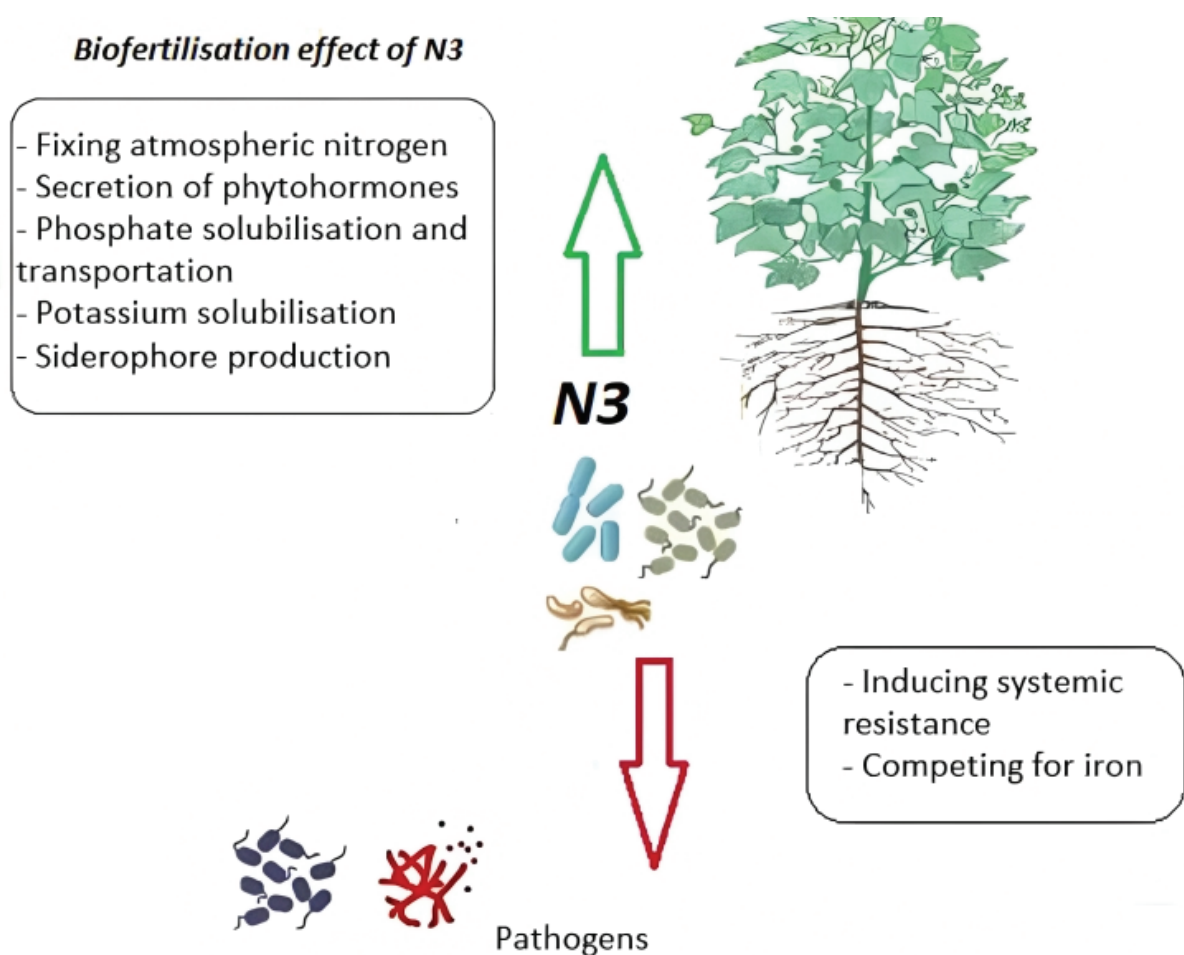 Biofertilisation effect of N3
- Fixing atmospheric nitrogen
- Secretion of phytohormones
- Phosphate solubilisation and
transportation
- Potassium solubilisation
- Siderophore production
N3
- Inducing systemic
resistance
- Competing for iron
Pathogens